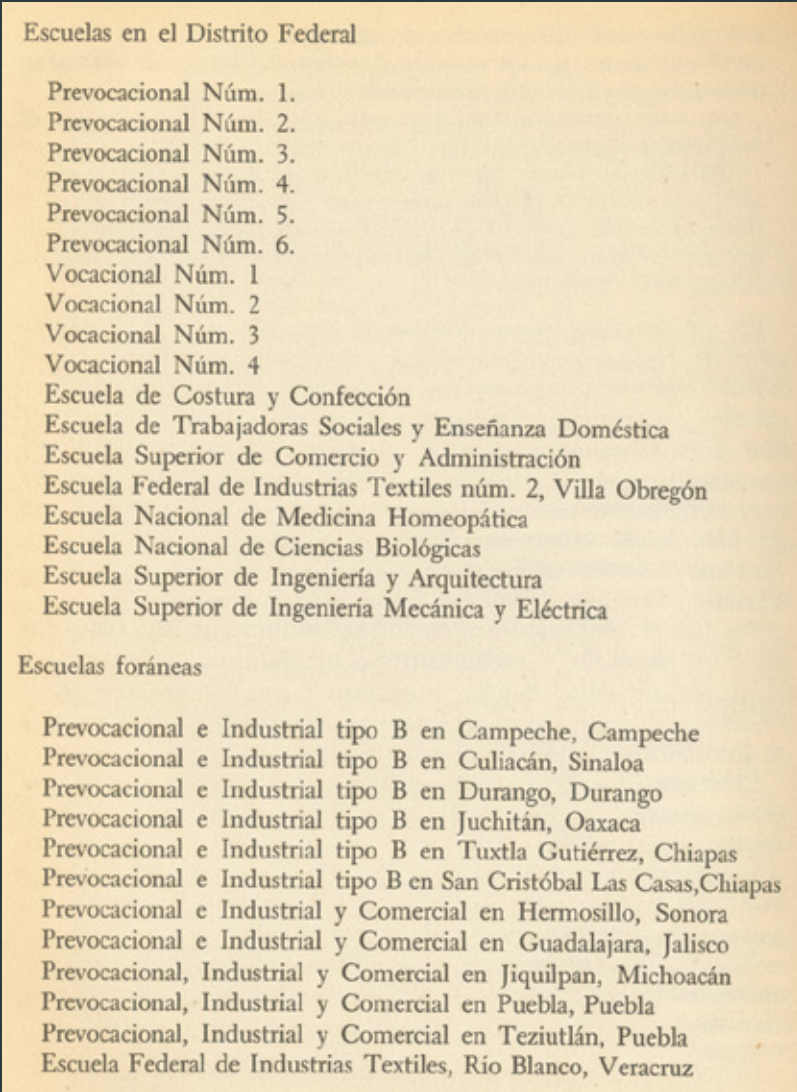 Escuelas en el Distrito Federal
Prevocacional Núm. 1.
Prevocacional Núm. 2.
Prevocacional Núm. 3.
Prevocacional Núm. 4.
Prevocacional Núm. 5.
Prevocacional Núm. 6.
Vocacional Núm. 1
Vocacional Núm. 2
Vocacional Núm. 3
Vocacional Núm. 4
Escuela de Costura y Confección
Escuela de Trabajadoras Sociales y Enseñanza Doméstica
Escuela Superior de Comercio y Administración
Escuela Federal de Industrias Textiles núm. 2, Villa Obregón
Escuela Nacional de Medicina Homeopática
Escuela Nacional de Ciencias Biológicas
Escuela Superior de Ingeniería y Arquitectura
Escuela Superior de Ingeniería Mecánica y Eléctrica
Escuelas foráneas
Prevocacional e Industrial tipo B en Campeche, Campeche
Prevocacional e Industrial tipo B en Culiacán, Sinaloa
Prevocacional e Industrial tipo B en Durango, Durango
Prevocacional e Industrial tipo B en Juchitán, Oaxaca
Prevocacional e Industrial tipo B en Tuxtla Gutiérrez, Chiapas
Prevocacional e Industrial tipo B en San Cristóbal Las Casas,Chiapas
Prevocacional e Industrial y Comercial en Hermosillo, Sonora
Prevocacional e Industrial y Comercial en Guadalajara, Jalisco
Prevocacional, Industrial y Comercial en Jiquilpan, Michoacán
Prevocacional, Industrial y Comercial en Puebla, Puebla
Prevocacional, Industrial y Comercial en Teziutlán, Puebla
Escuela Federal de Industrias Textiles, Río Blanco, Veracruz